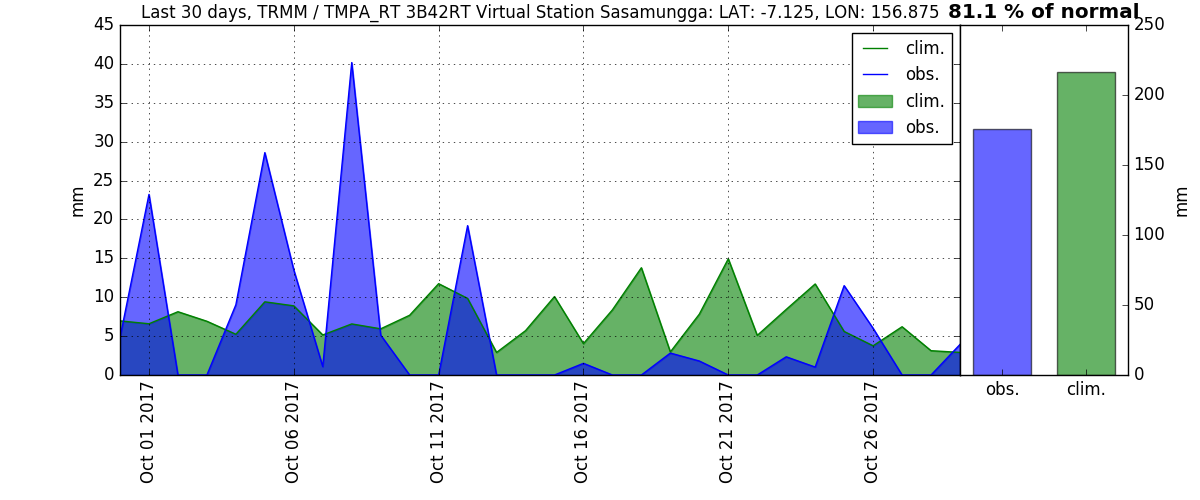 Last 30 days, TRMM / TMPA_RT 3B42RT Virtual Station Sasamungga: LAT: -7.125, LON: 156.875
81.1 % of normal
45
40
35
30
25
20
15
10
5
0
mm
clim.
obs.
clim.
obs.
Oct 01 2017
Oct 06 2017
Oct 11 2017
Oct 16 2017
Oct 21 2017
Oct 26 2017
250
200
150
100
50
0
mm
obs.
clim.